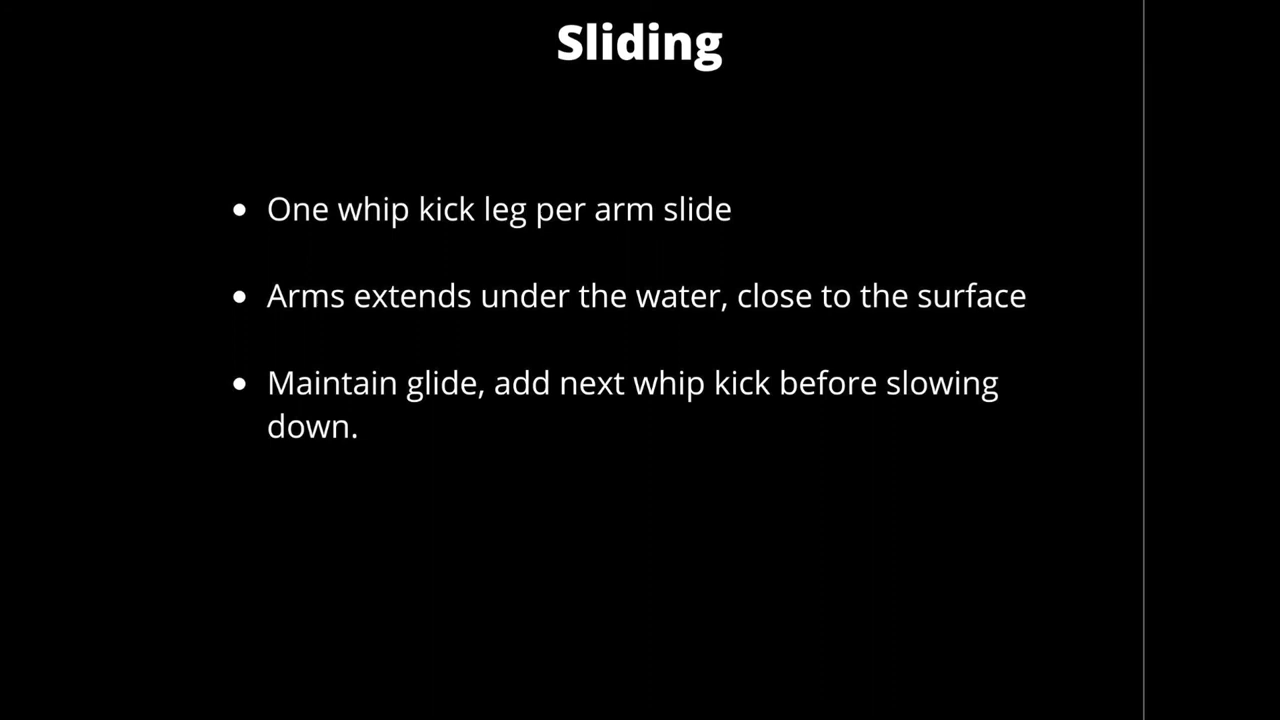 Sliding
• One whip kick leg per arm slide
• Arms extends under the water, close to the surface
• Maintain glide, add next whip kick before slowing
down.